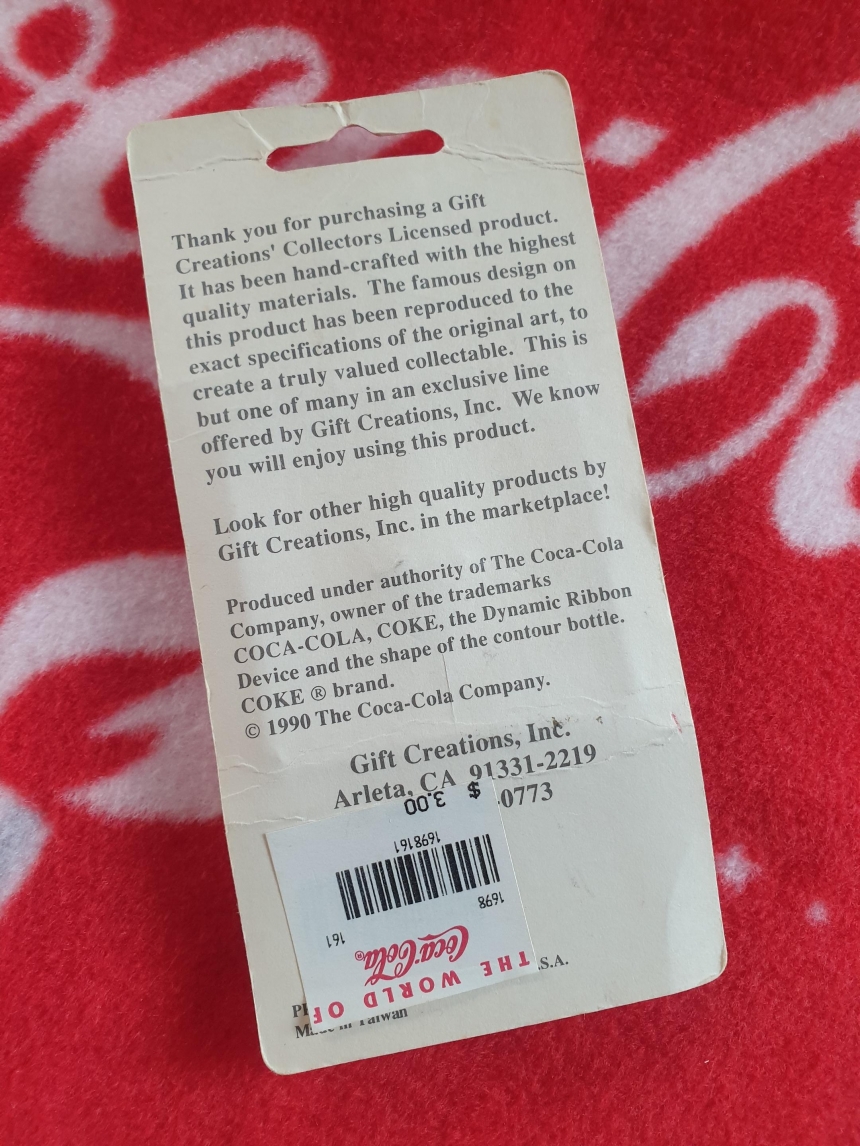 Thank you for purchasing a Gift
Creations' Collectors Licensed product.
It has been hand-crafted with the highest
quality materials. The famous design on
this product has been reproduced to the
exact specifications of the original art, to
create a truly valued collectable. This is
but one of many in an exclusive line
offered by Gift Creations, Inc. We know
you will enjoy using this product.
Look for other high quality products by
Gift Creations, Inc. in the marketplace!
Produced under authority of The Coca-Cola
Company, owner of the trademarks
COCA-COLA, COKE, the Dynamic Ribbon
Device and the shape of the contour bottle.
COKE ® brand.
© 1990 The Coca-Cola Company.
Gift Creations, Inc.
Arleta, CA 91331-2219
-0773
THE WORLD OF
Coca-Cola®
161 1698
1698161
$ 3.00
.S.A.
Made in Taiwan